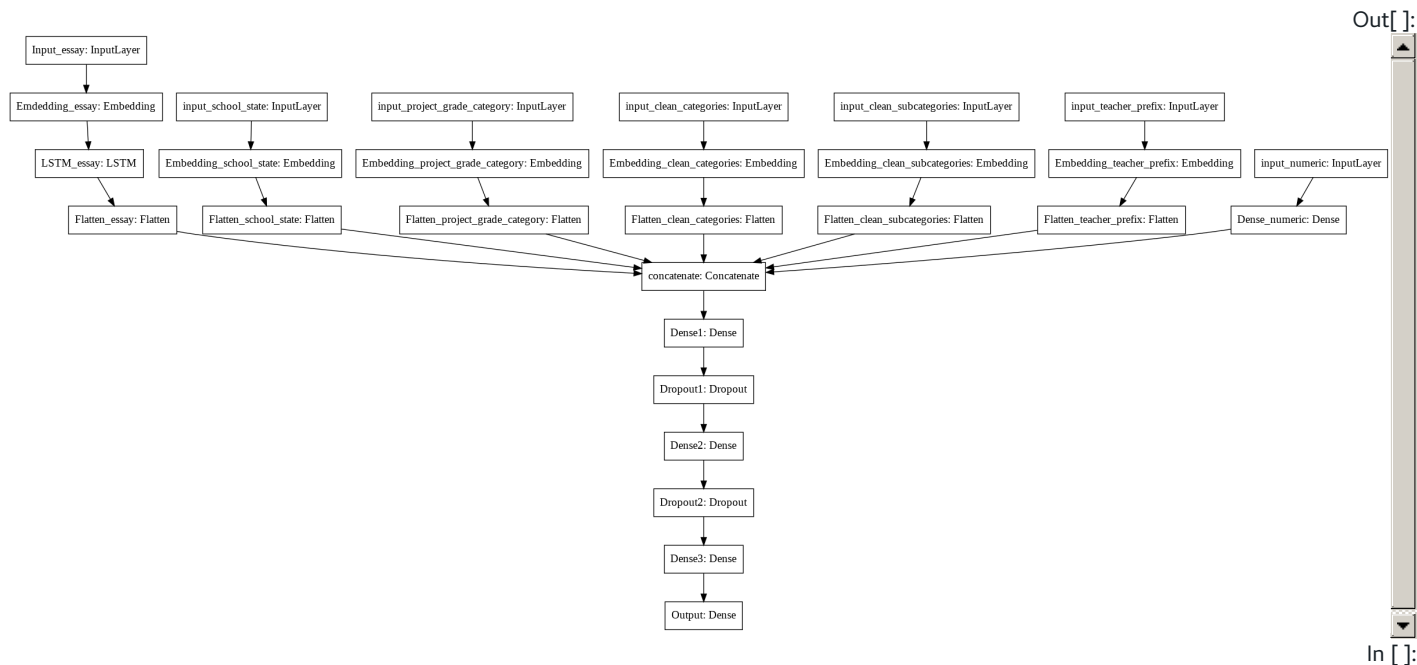 Out[ ]:
Input_essay: InputLayer
Emdedding_essay: Embedding
input_school_state: InputLayer
input_project_grade_category: InputLayer
input_clean_categories: InputLayer
input_clean_subcategories: InputLayer
input_teacher_prefix: InputLayer
LSTM_essay: LSTM
Embedding_school_state: Embedding
Embedding_project_grade_category: Embedding
Embedding_clean_categories: Embedding
Embedding_clean_subcategories: Embedding
Embedding_teacher_prefix: Embedding
input_numeric: InputLayer
Flatten_essay: Flatten
Flatten_school_state: Flatten
Flatten_project_grade_category: Flatten
Flatten_clean_categories: Flatten
Flatten_clean_subcategories: Flatten
Flatten_teacher_prefix: Flatten
Dense_numeric: Dense
concatenate: Concatenate
Dense1: Dense
Dropout1: Dropout
Dense2: Dense
Dropout2: Dropout
Dense3: Dense
Output: Dense
In [ ]: